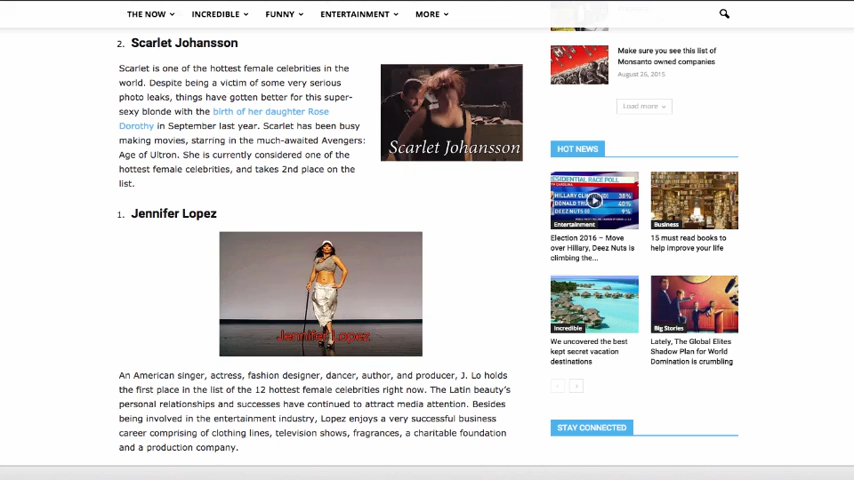 THE NOW INCREDIBLE FUNNY ENTERTAINMENT MORE
2. Scarlet Johansson
Scarlet is one of the hottest female celebrities in the
world. Despite being a victim of some very serious
photo leaks, things have gotten better for this super-
sexy blonde with the birth of her daughter Rose
Dorothy in September last year. Scarlet has been busy
making movies, starring in the much-awaited Avengers:
Age of Ultron. She is currently considered one of the
hottest female celebrities, and takes 2nd place on the
list.
Scarlet Johansson
1. Jennifer Lopez
Jennifer Lopez
An American singer, actress, fashion designer, dancer, author, and producer, J. Lo holds
the first place in the list of the 12 hottest female celebrities right now. The Latin beauty's
personal relationships and successes have continued to attract media attention. Besides
being involved in the entertainment industry, Lopez enjoys a very successful business
career comprising of clothing lines, television shows, fragrances, a charitable foundation
and a production company.
Make sure you see this list of
Monsanto owned companies
August 26, 2015
Load more
HOT NEWS
RESIDENTIAL RACE POLL
CAROLINA
HILLARY CLI 38%
DONALD TR 40%
DEEZ NUTS 9%
Entertainment
Election 2016 – Move
over Hillary, Deez Nuts is
climbing the...
Business
15 must read books to
help improve your life
Incredible
We uncovered the best
kept secret vacation
destinations
Big Stories
Lately, The Global Elites
Shadow Plan for World
Domination is crumbling
STAY CONNECTED